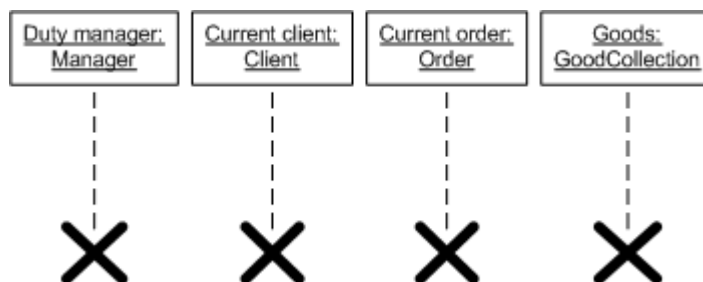 Duty manager:
Manager
Current client:
Client
Current order:
Order
Goods:
GoodCollection